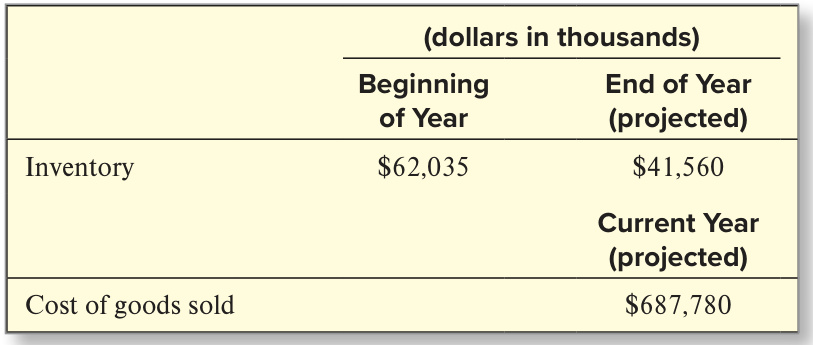 (dollars in thousands)
Beginning End of Year
of Year (projected)
Inventory $62,035 $41,560
Current Year
(projected)
Cost of goods sold $687,780